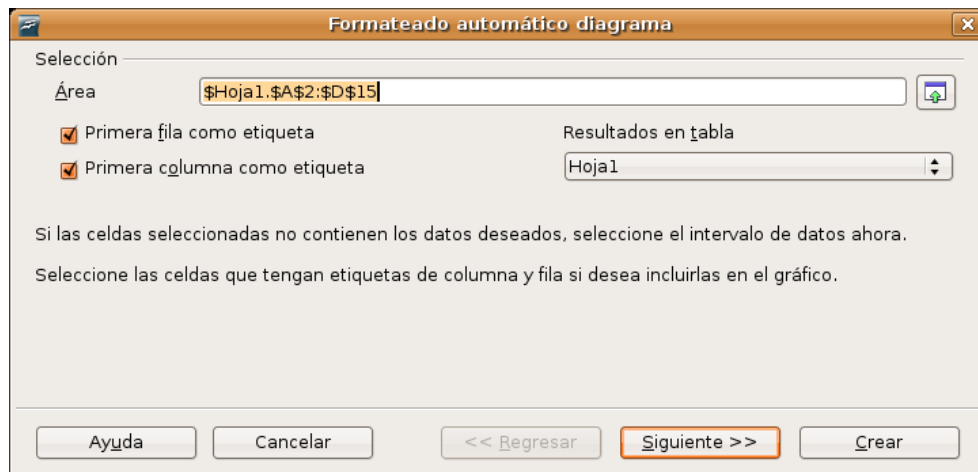 Formateado automático diagrama
Selección
Área $Hoja1.$A$2:$D$15
Primera fila como etiqueta Resultados en tabla
Primera columna como etiqueta Hoja1
Si las celdas seleccionadas no contienen los datos deseados, seleccione el intervalo de datos ahora.
Seleccione las celdas que tengan etiquetas de columna y fila si desea incluirlas en el gráfico.
Ayuda Cancelar << Regresar Siguiente >> Crear